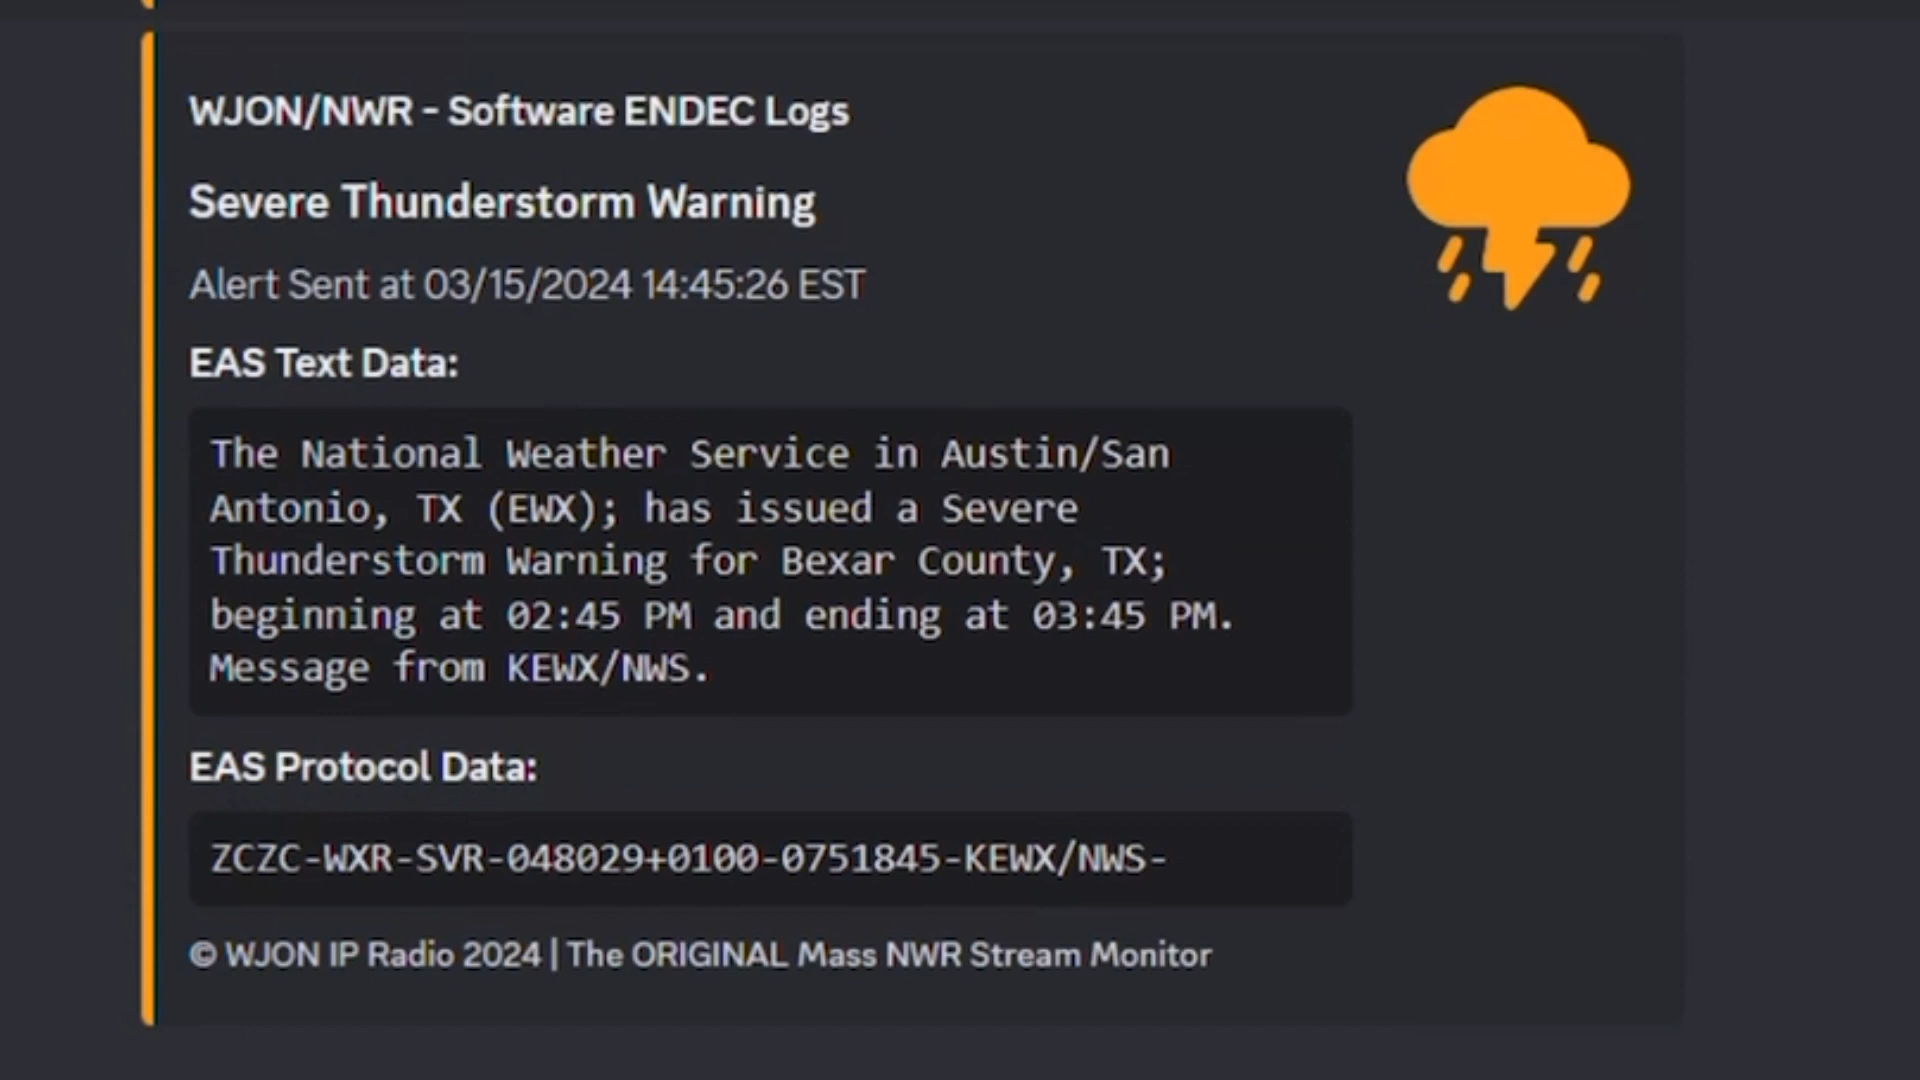 WJON/NWR - Software ENDEC Logs
Severe Thunderstorm Warning
Alert Sent at 03/15/2024 14:45:26 EST
EAS Text Data:
The National Weather Service in Austin/San
Antonio, TX (EWX); has issued a Severe
Thunderstorm Warning for Bexar County, TX;
beginning at 02:45 PM and ending at 03:45 PM.
Message from KEWX/NWS.
EAS Protocol Data:
ZCZC-WXR-SVR-048029+0100-0751845-KEWX/NWS-
© WJON IP Radio 2024 | The ORIGINAL Mass NWR Stream Monitor